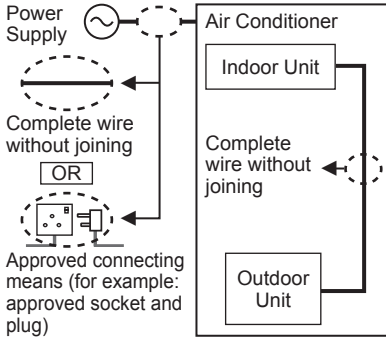 Power
Supply
Complete wire
without joining
OR
Approved connecting
means (for example:
approved socket and
plug)
Air Conditioner
Indoor Unit
Complete
wire without
joining
Outdoor
Unit